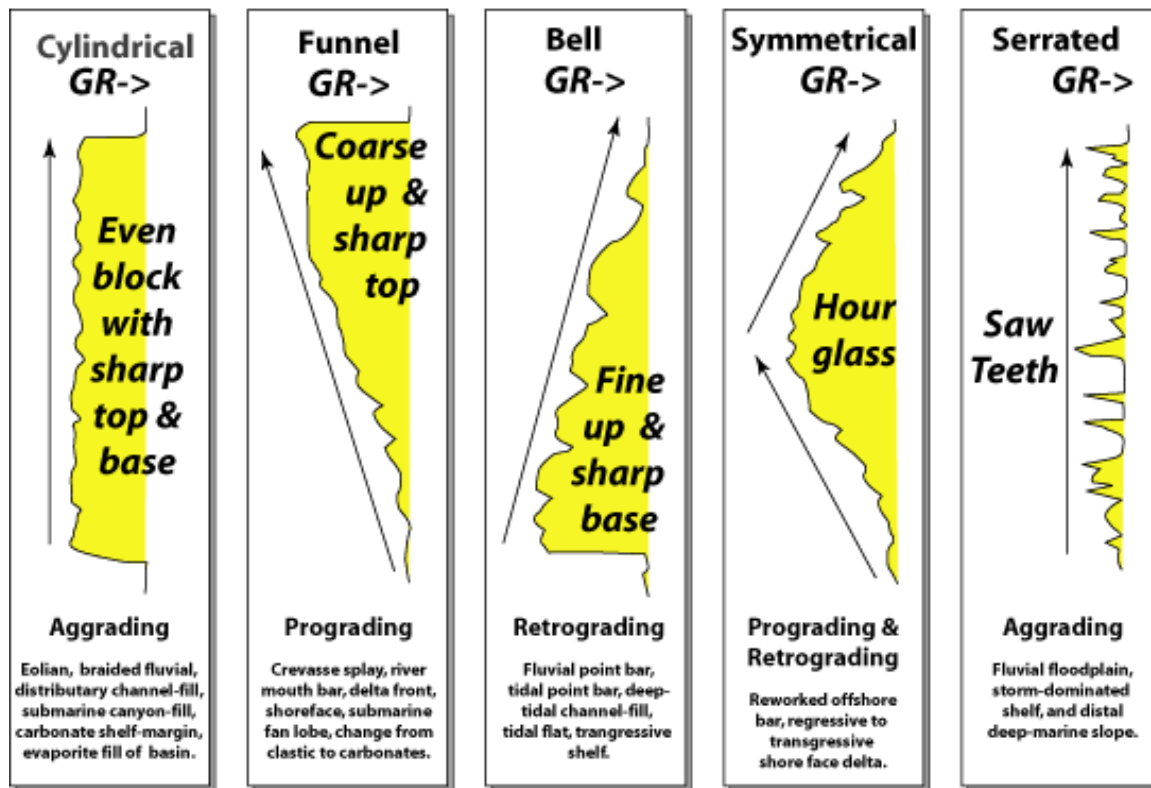 Cylindrical
GR->
Even
block
with
sharp
top &
base
Aggrading
Eolian, braided fluvial,
distributary channel-fill,
submarine canyon-fill,
carbonate shelf-margin,
evaporite fill of basin.
Funnel
GR->
Coarse
up &
sharp
top
Prograding
Crevasse splay, river
mouth bar, delta front,
shoreface, submarine
fan lobe, change from
clastic to carbonates.
Bell
GR->
Fine
up &
sharp
base
Retrograding
Fluvial point bar,
tidal point bar, deep-
tidal channel-fill,
tidal flat, trangressive
shelf.
Symmetrical
GR->
Hour
glass
Prograding &
Retrograding
Reworked offshore
bar, regressive to
transgressive
shore face delta.
Serrated
GR->
Saw
Teeth
Aggrading
Fluvial floodplain,
storm-dominated
shelf, and distal
deep-marine slope.